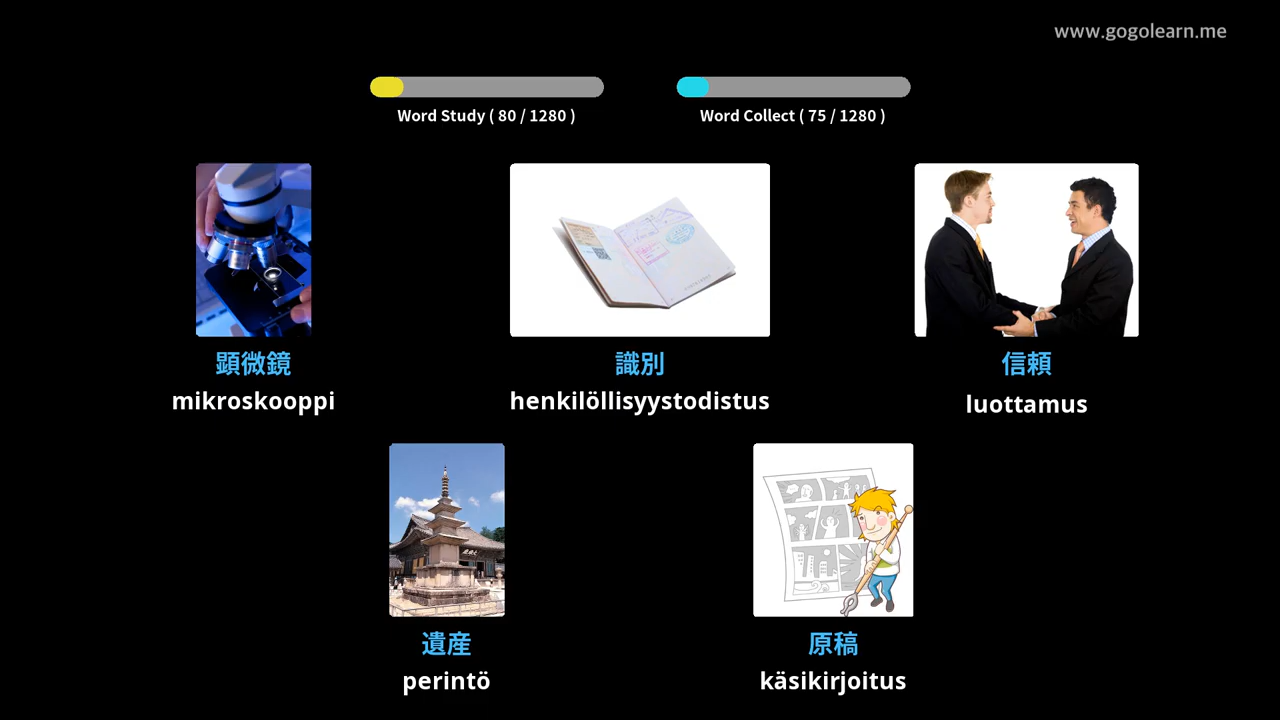 www.gogolearn.me
Word Study ( 80 / 1280 )
Word Collect ( 75 / 1280 )
顕微鏡
mikroskooppi
識別
henkilöllisyystodistus
信頼
luottamus
遺産
perintö
原稿
käsikirjoitus